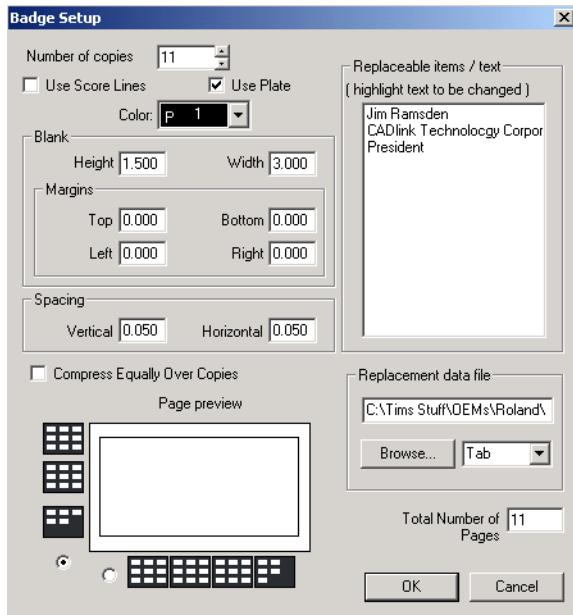 Badge Setup
Number of copies 11
Use Score Lines Use Plate
Color: P 1
Blank
Height 1.500 Width 3.000
Margins
Top 0.000 Bottom 0.000
Left 0.000 Right 0.000
Spacing
Vertical 0.050 Horizontal 0.050
Compress Equally Over Copies
Page preview
Replaceable items / text
( highlight text to be changed )
Jim Ramsden
CADlink Technolocgy Corpor
President
Replacement data file
C:\Tims Stuff\OEMs\Roland\
Browse... Tab
Total Number of 11
Pages
OK Cancel